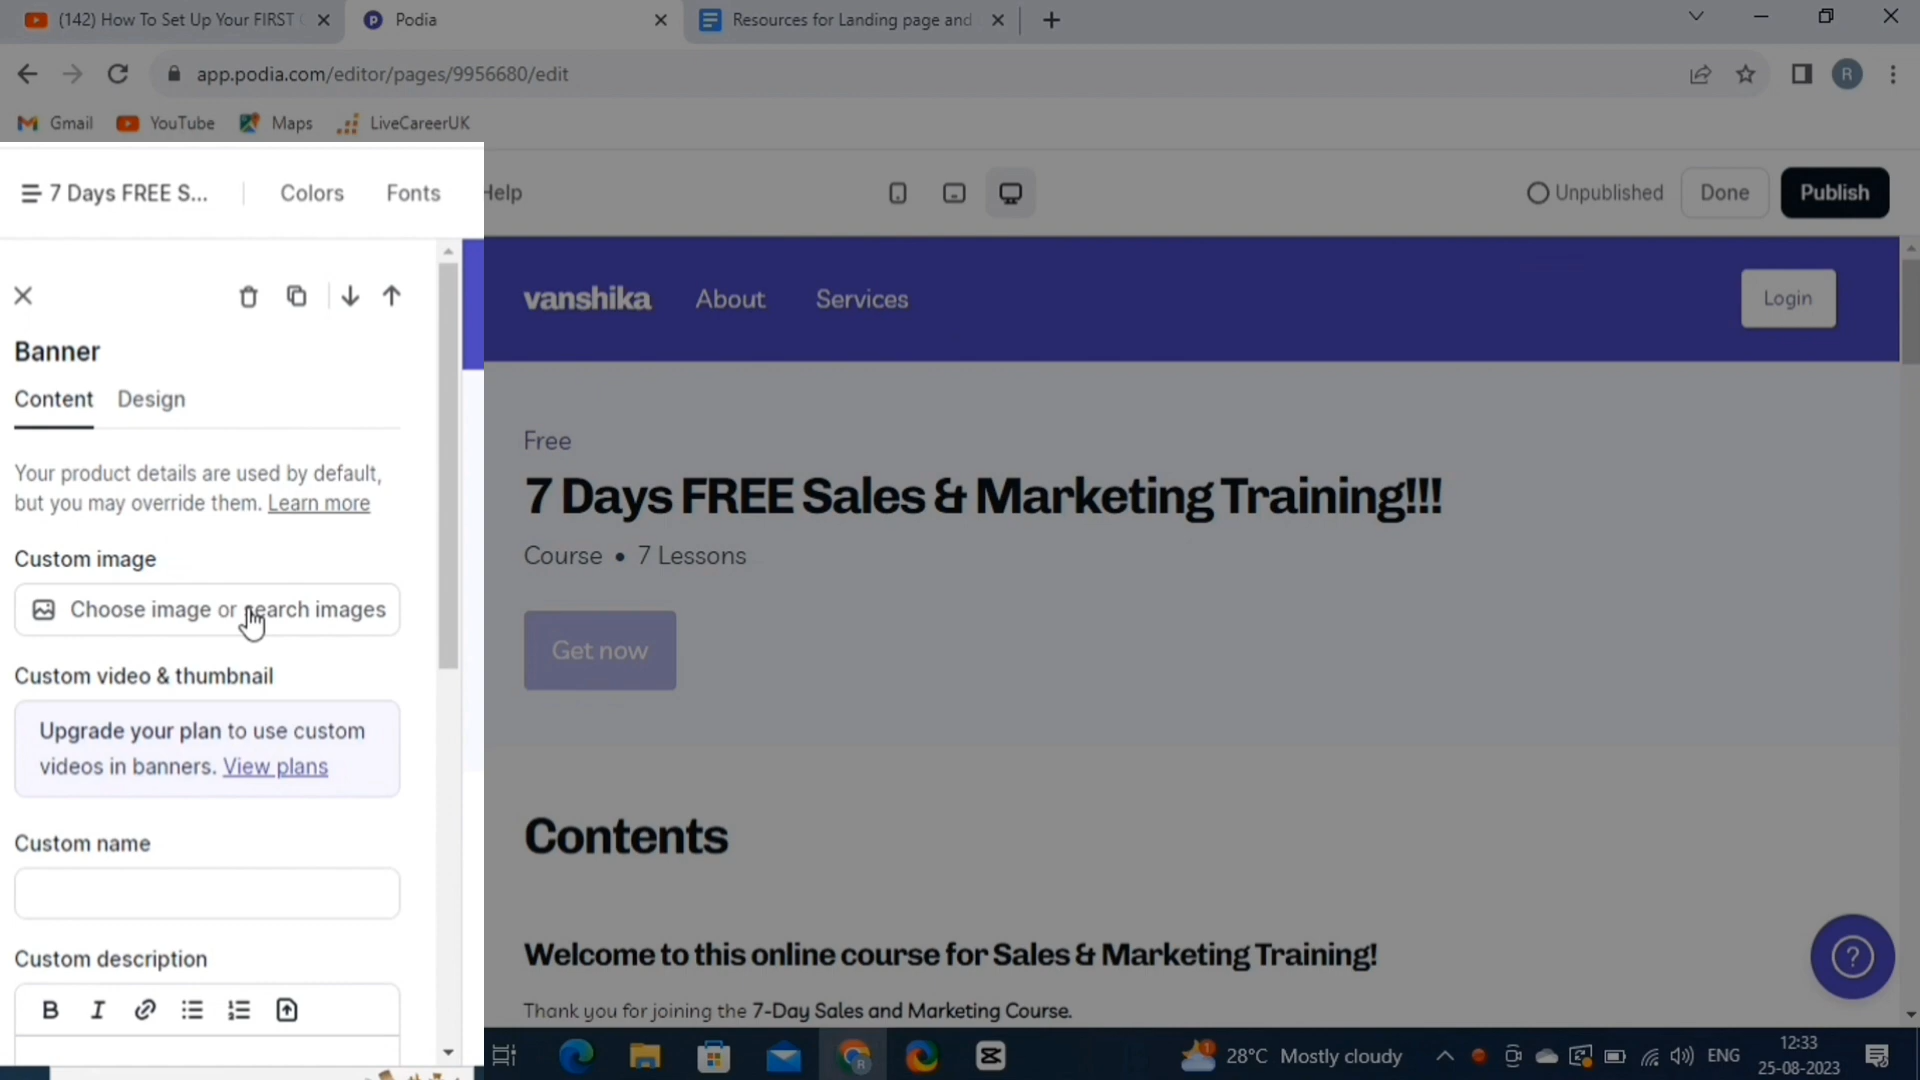 (142) How To Set Up Your FIRST
Podia
Resources for Landing page and
app.podia.com/editor/pages/9956680/edit
R
Gmail
YouTube
Maps
LiveCareerUK
7 Days FREE S...
Colors
Fonts
Help
Unpublished
Done
Publish
Banner
Content
Design
Your product details are used by default,
but you may override them. Learn more
Custom image
Choose image or search images
Custom video & thumbnail
Upgrade your plan to use custom
videos in banners. View plans
Custom name
Custom description
B I
vanshika
About
Services
Login
Free
7 Days FREE Sales & Marketing Training!!!
Course • 7 Lessons
Get now
Contents
Welcome to this online course for Sales & Marketing Training!
Thank you for joining the 7-Day Sales and Marketing Course.
?
28°C Mostly cloudy
ENG
12:33
25-08-2023